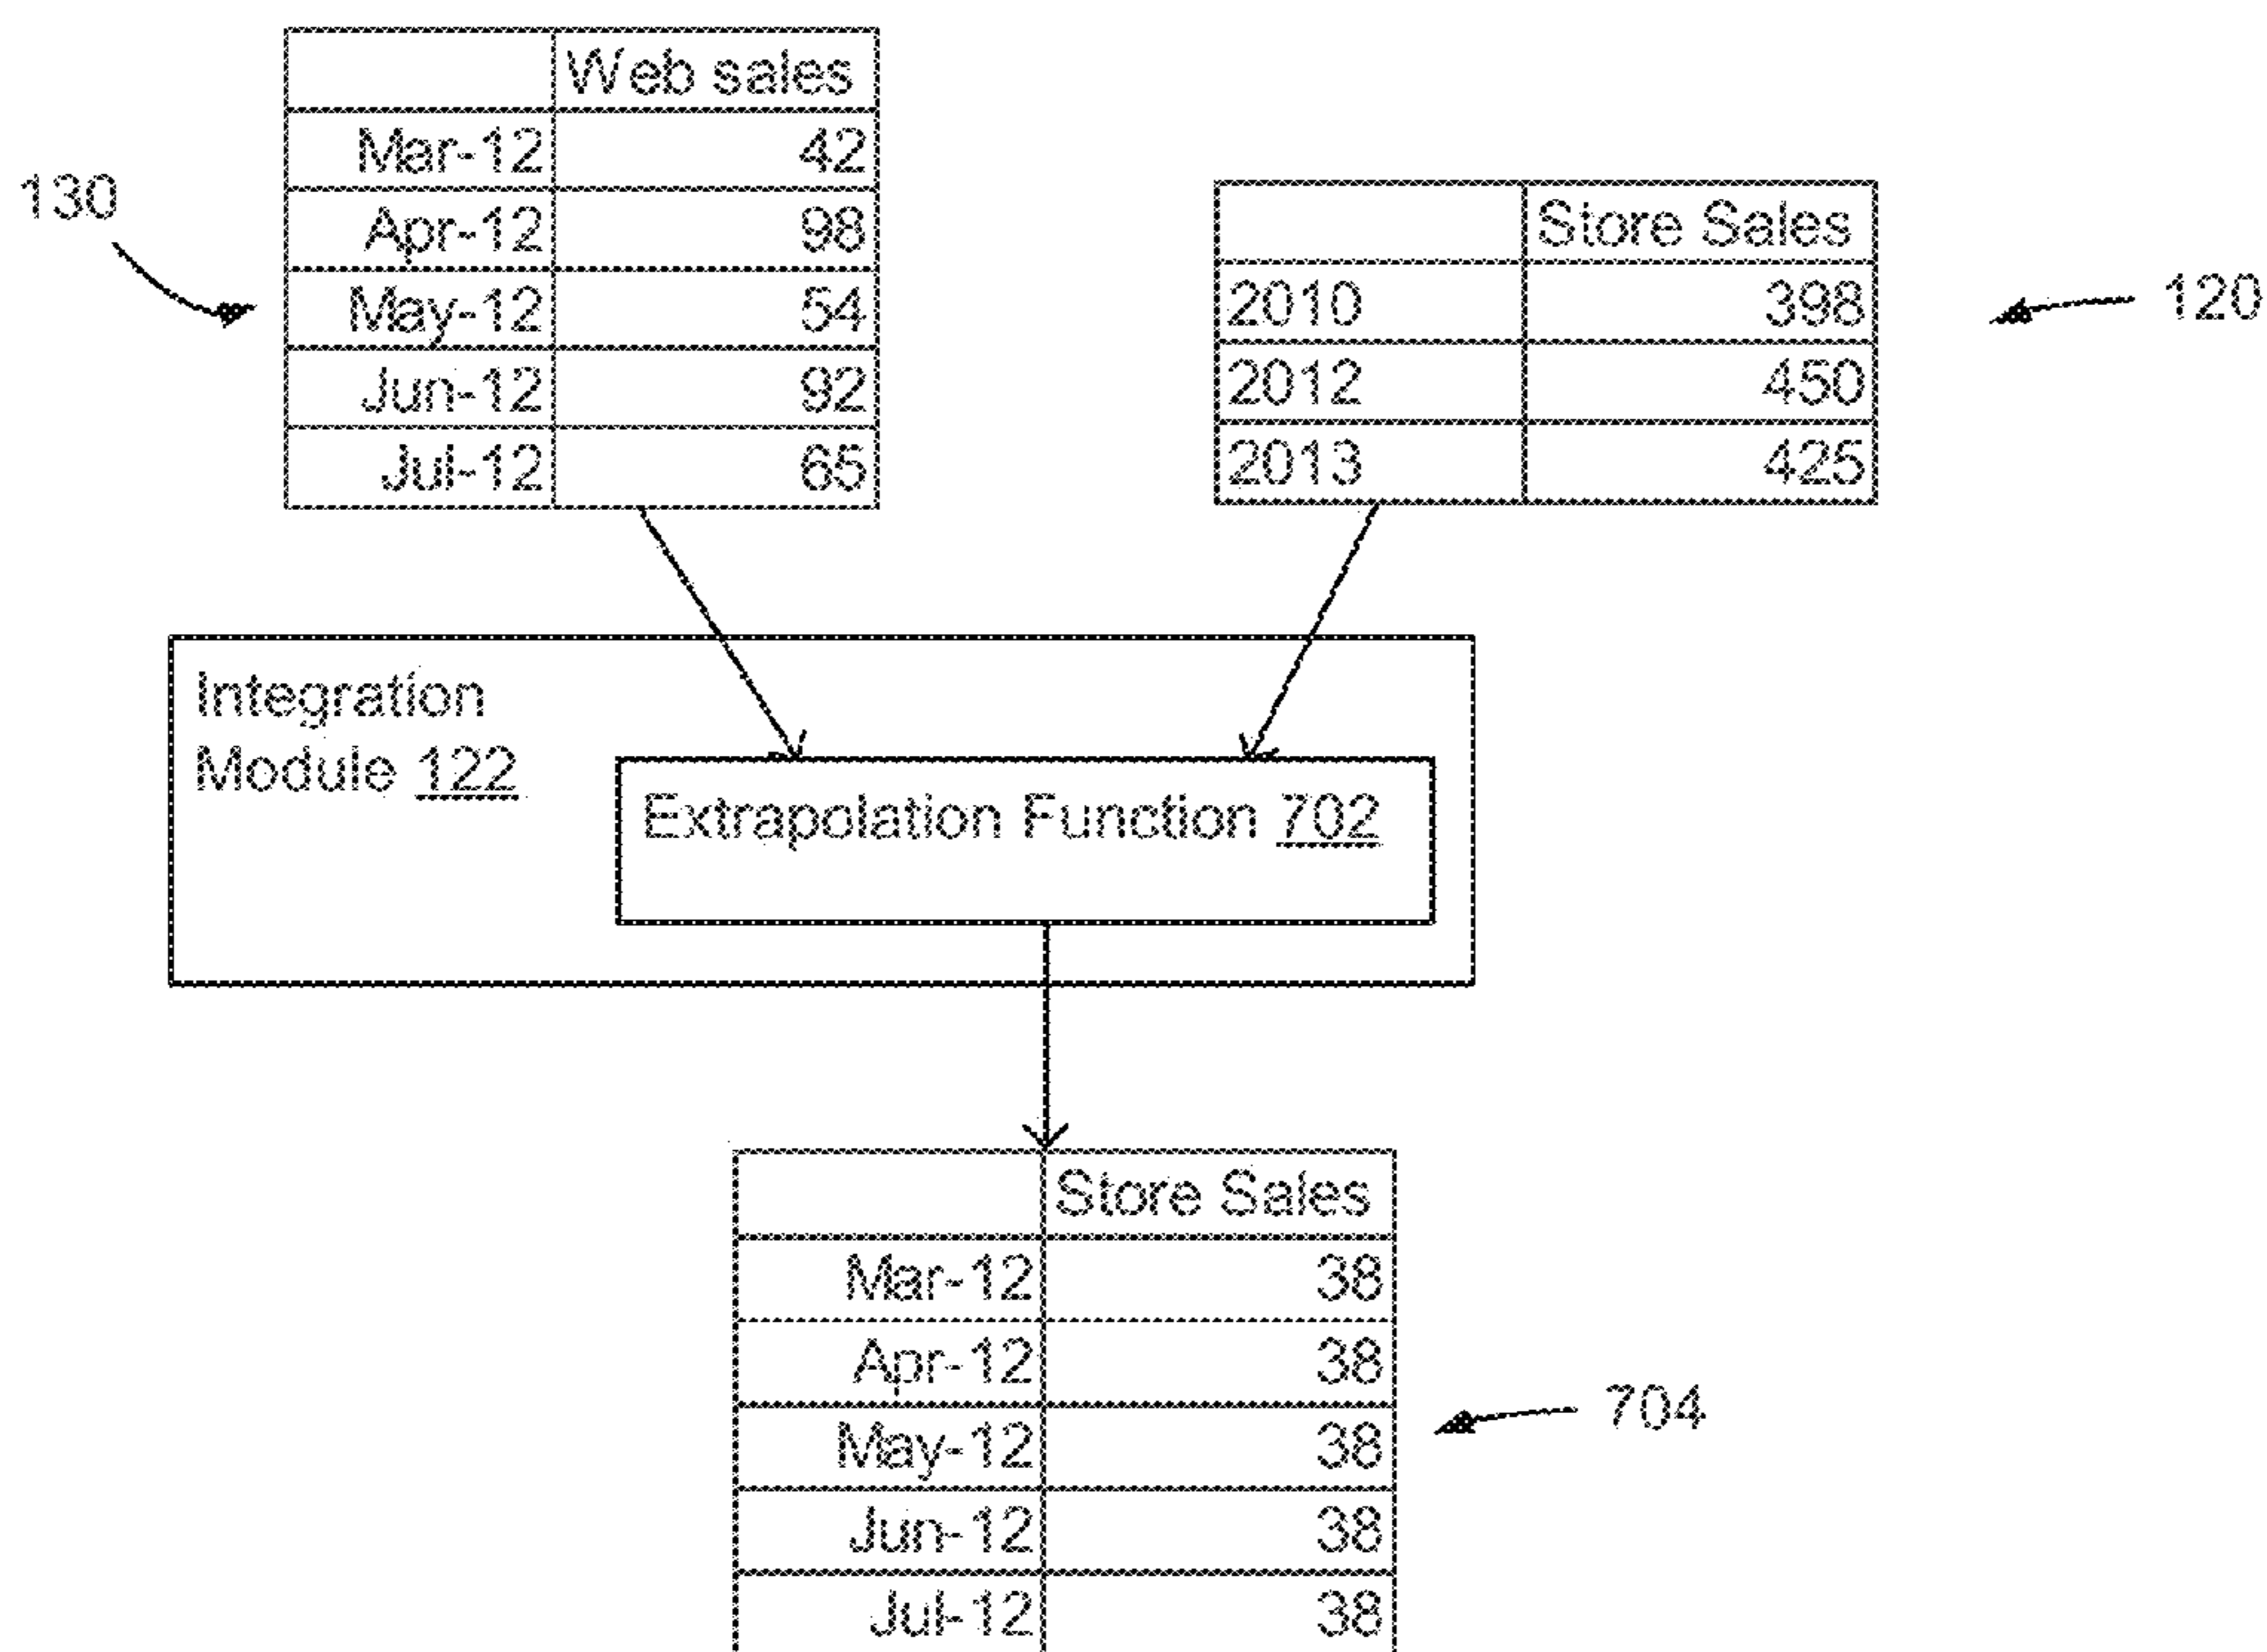 Web sales
Mar-12 42
Apr-12 98
May-12 54
Jun-12 92
Jul-12 65
130
Store Sales
2010 398
2012 450
2013 425
120
Integration
Module 122
Extrapolation Function 702
Store Sales
Mar-12 38
Apr-12 38
May-12 38
Jun-12 38
Jul-12 38
704